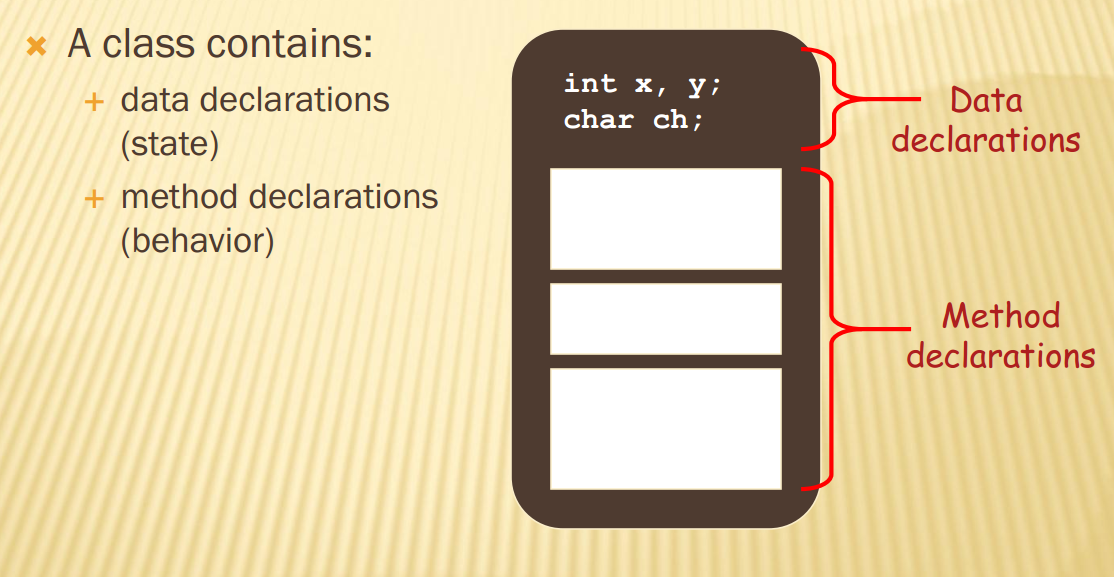 A class contains:
data declarations
(state)
method declarations
(behavior)
int x, y;
char ch;
Data
declarations
Method
declarations